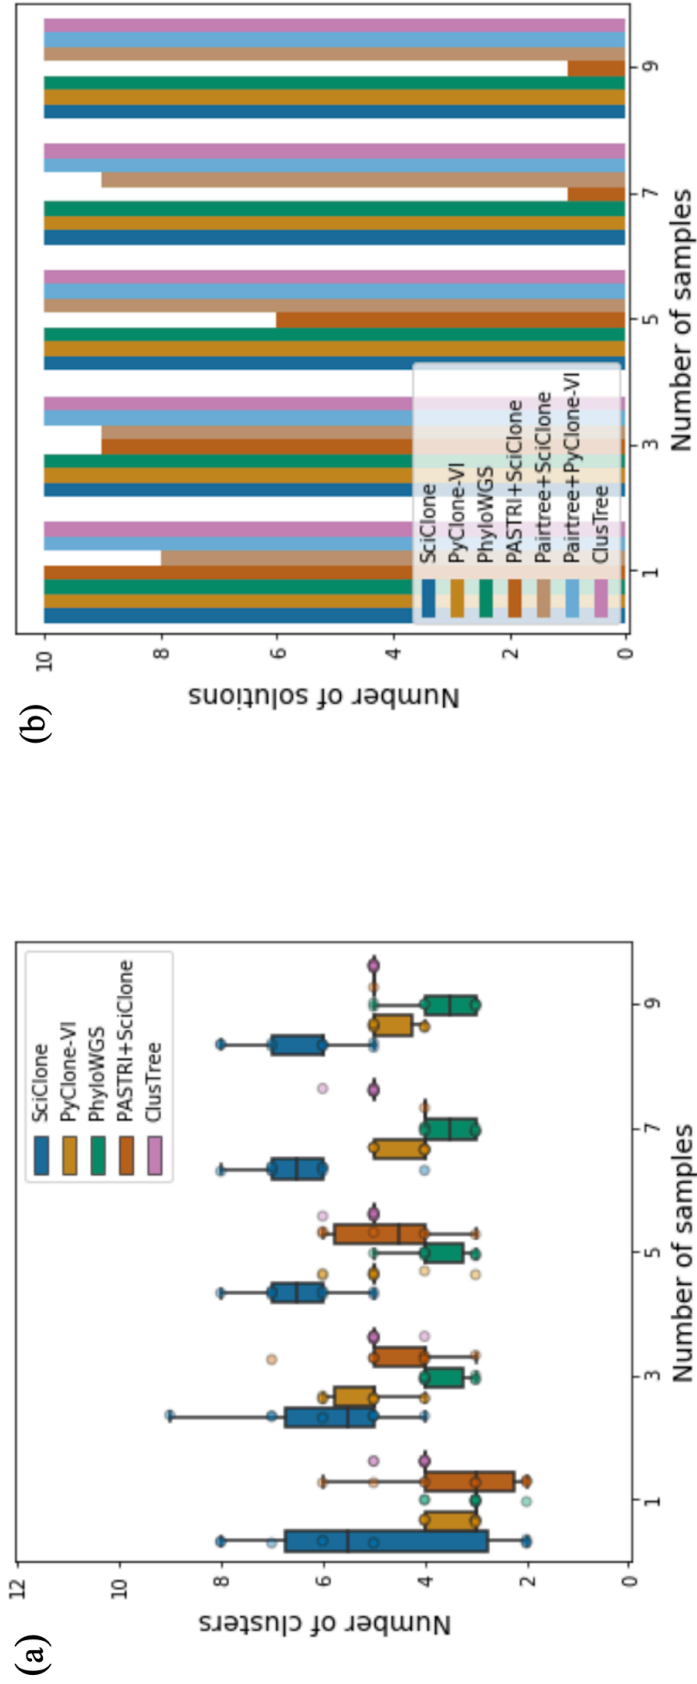 (a)
Number of clusters
12
10
8
6
4
2
0
1
3
5
7
9
Number of samples
SciClone
PyClone-VI
PhyloWGS
PASTRI+SciClone
ClusTree
(b)
Number of solutions
10
8
6
4
2
0
1
3
5
7
9
Number of samples
SciClone
PyClone-VI
PhyloWGS
PASTRI+SciClone
Pairtree+SciClone
Pairtree+PyClone-VI
ClusTree